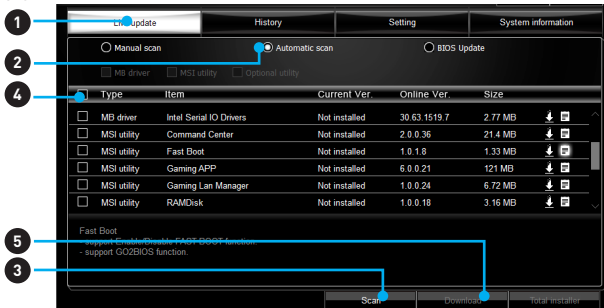 1 Live update History Setting System information
Manual scan Automatic scan BIOS Update
2
MB driver MSI utility Optional utility
4 Type Item Current Ver. Online Ver. Size
MB driver Intel Serial IO Drivers Not installed 30.63.1519.7 2.77 MB
MSI utility Command Center Not installed 2.0.0.36 21.4 MB
MSI utility Fast Boot Not installed 1.0.1.8 1.33 MB
MSI utility Gaming APP Not installed 6.0.0.21 121 MB
MSI utility Gaming Lan Manager Not installed 1.0.0.24 6.72 MB
MSI utility RAMDisk Not installed 1.0.0.18 3.16 MB
Fast Boot
5 - support Enable/Disable FAST BOOT function.
- support GO2BIOS function.
3
Scan Download Total installer